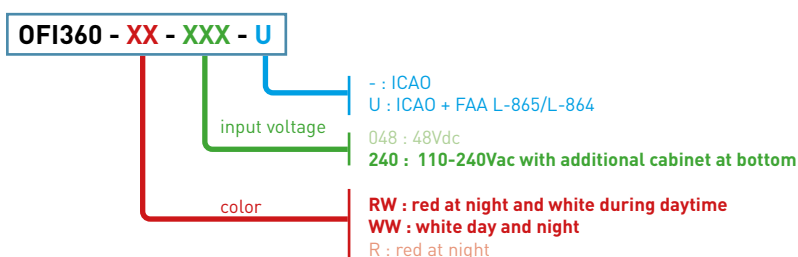 OFI360 - XX - XXX - U
- : ICAO
U : ICAO + FAA L-865/L-864
input voltage
048 : 48Vdc
240 : 110-240Vac with additional cabinet at bottom
color
RW : red at night and white during daytime
WW : white day and night
R : red at night